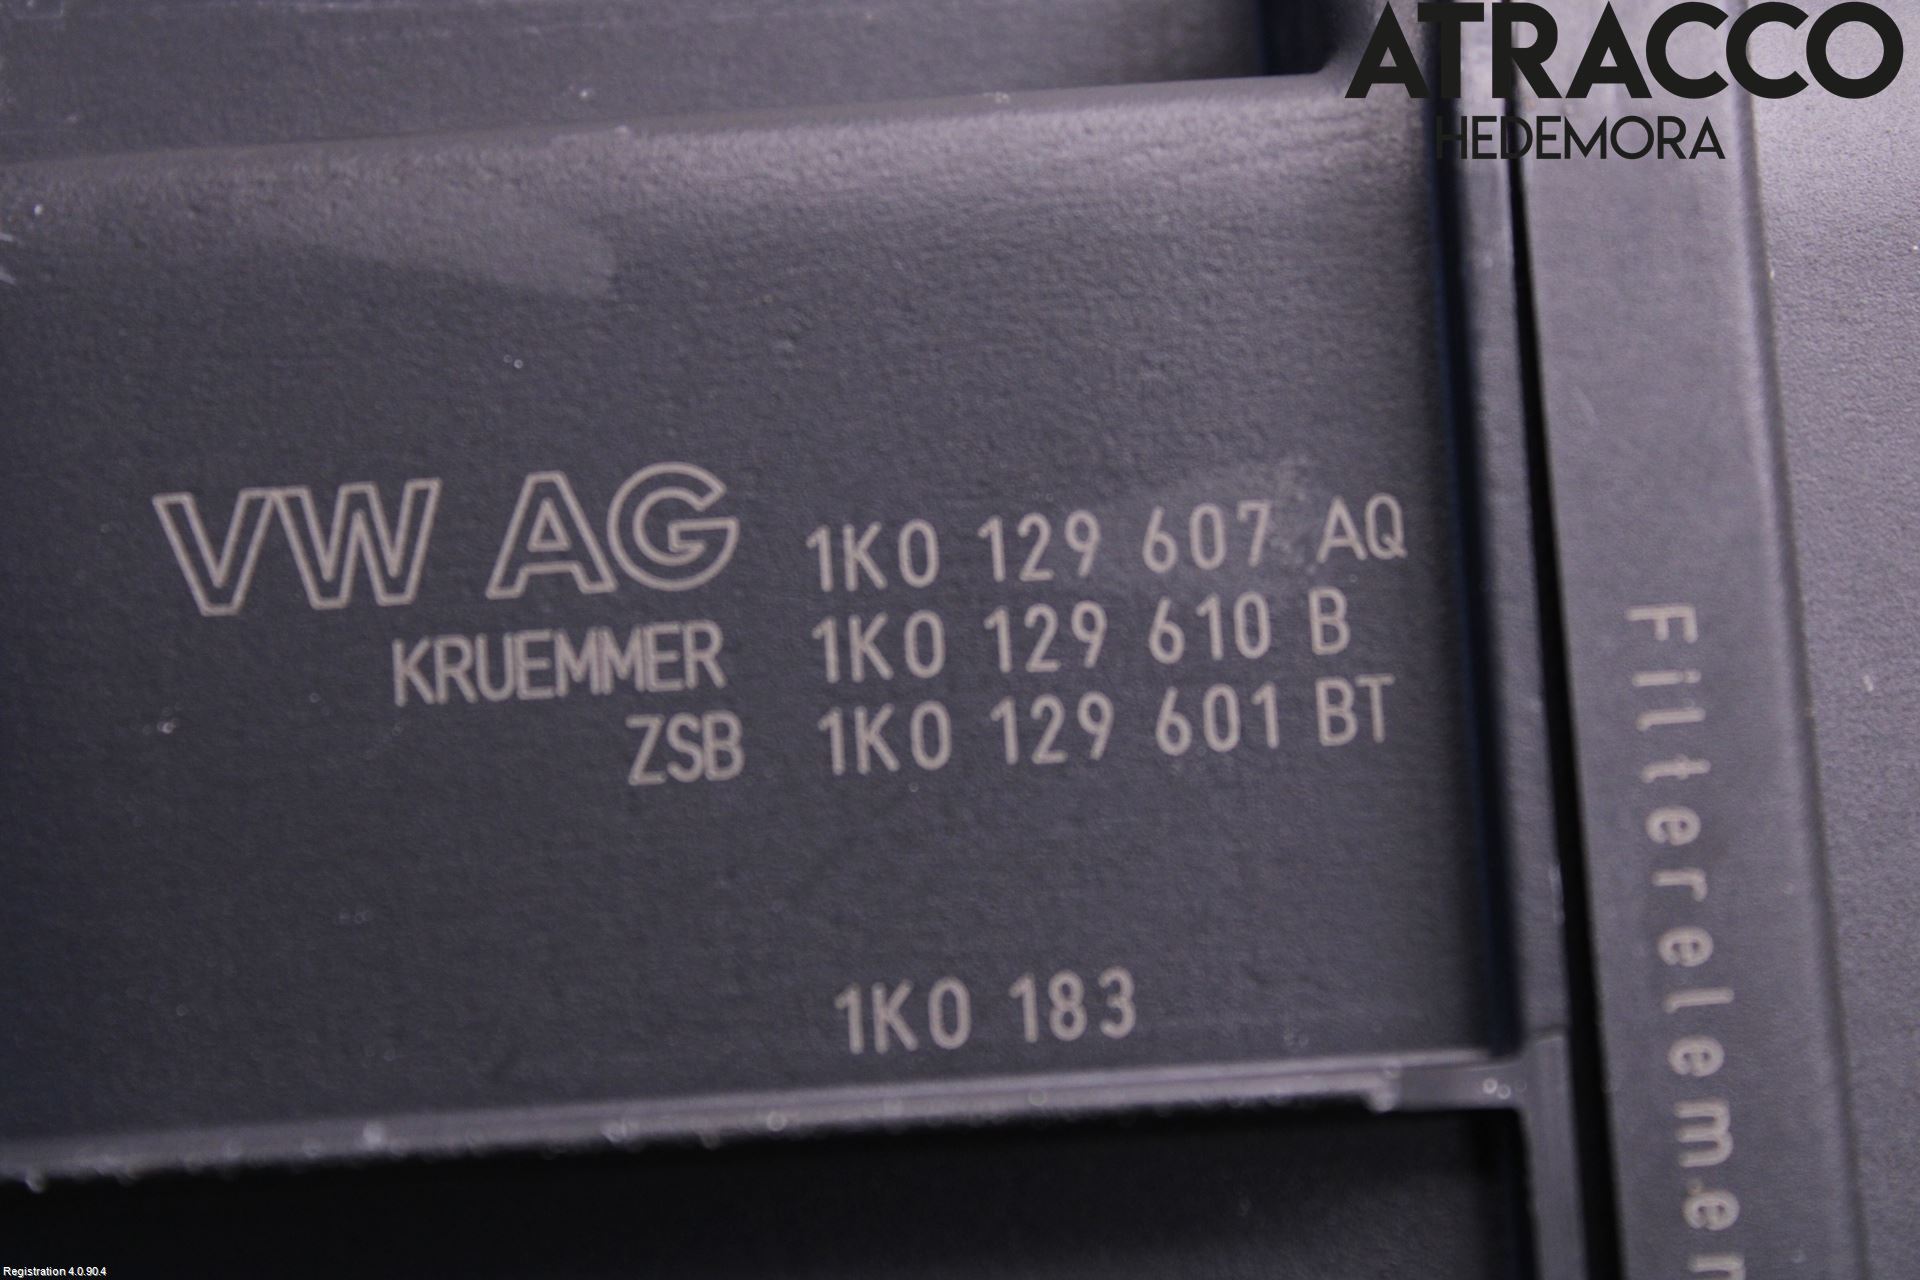 ATRACCO
HEDEMORA
VW AG 1K0 129 607 AQ
KRUEMMER 1K0 129 610 B
ZSB 1K0 129 601 BT
1K0 183
Filterelemen
Registration 4.0.90.4